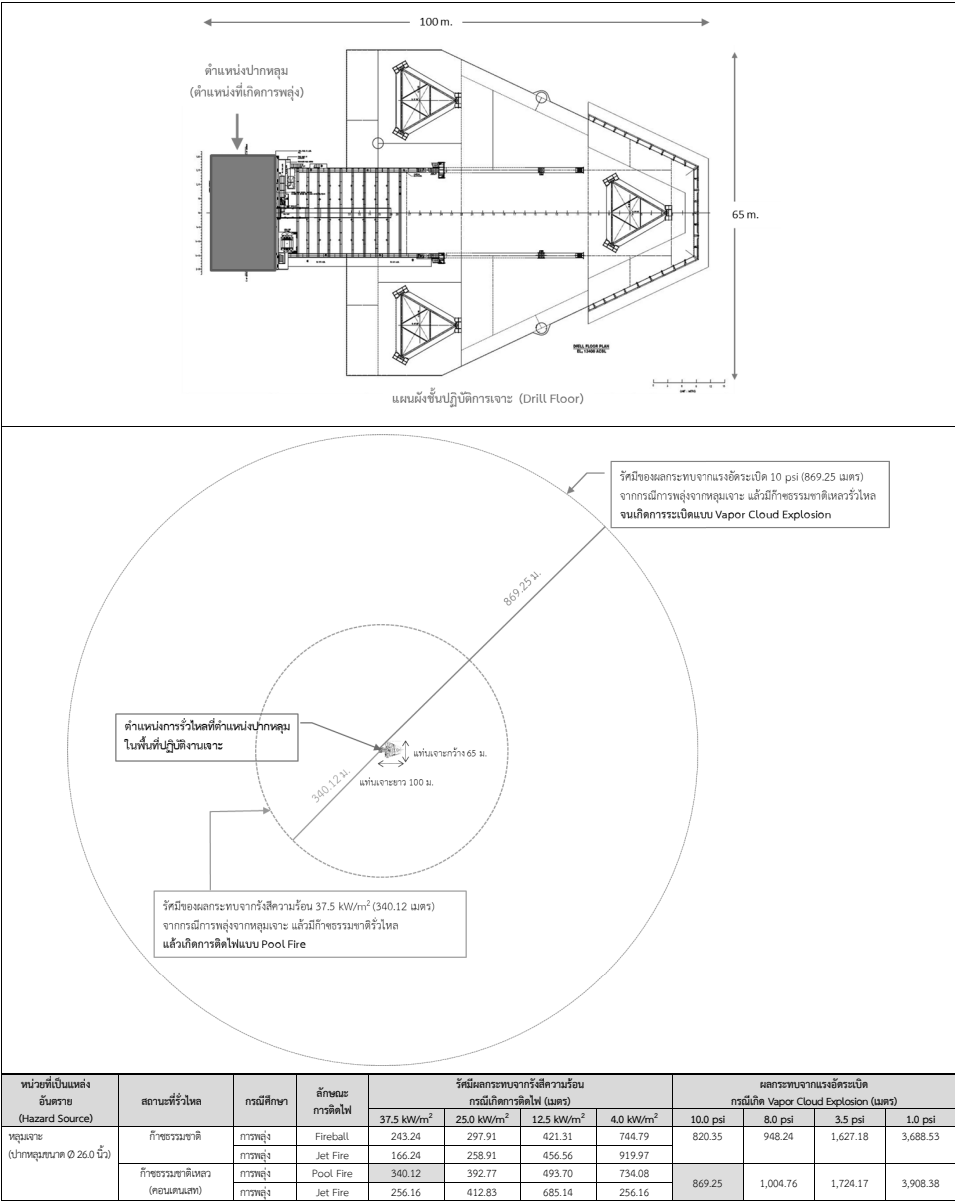 100 m.
ตำแหน่งปากหลุม
(ตำแหน่งที่เกิดการพลุ่ง)
65 m.
DRILL FLOOR PLAN
แผนผังชั้นปฏิบัติการเจาะ (Drill Floor)
รัศมีของผลกระทบจากแรงอัดระเบิด 10 psi (869.25 เมตร)
จากกรณีการพลุ่งจากหลุมเจาะ แล้วมีก๊าซธรรมชาติเหลวรั่วไหล
จนเกิดการระเบิดแบบ Vapor Cloud Explosion
869.25 ม.
ตำแหน่งการรั่วไหลที่ตำแหน่งปากหลุม
ในพื้นที่ปฏิบัติงานเจาะ
แท่นเจาะกว้าง 65 ม.
แท่นเจาะยาว 100 ม.
340.12 ม.
รัศมีของผลกระทบจากรังสีความร้อน 37.5 kW/m² (340.12 เมตร)
จากกรณีการพลุ่งจากหลุมเจาะ แล้วมีก๊าซธรรมชาติรั่วไหล
แล้วเกิดการติดไฟแบบ Pool Fire
หน่วยที่เป็นแหล่งอันตราย (Hazard Source) สถานะที่รั่วไหล กรณีศึกษา ลักษณะการติดไฟ รัศมีผลกระทบจากรังสีความร้อน กรณีเกิดการติดไฟ (เมตร) ผลกระทบจากแรงอัดระเบิด กรณีเกิด Vapor Cloud Explosion (เมตร)
37.5 kW/m² 25.0 kW/m² 12.5 kW/m² 4.0 kW/m² 10.0 psi 8.0 psi 3.5 psi 1.0 psi
หลุมเจาะ ก๊าซธรรมชาติ การพลุ่ง Fireball 243.24 297.91 421.31 744.79 820.35 948.24 1,627.18 3,688.53
(ปากหลุมขนาด Ø 26.0 นิ้ว) การพลุ่ง Jet Fire 166.24 258.91 456.56 919.97
ก๊าซธรรมชาติเหลว การพลุ่ง Pool Fire 340.12 392.77 493.70 734.08 869.25 1,004.76 1,724.17 3,908.38
(คอนเดนเสท) การพลุ่ง Jet Fire 256.16 412.83 685.14 256.16